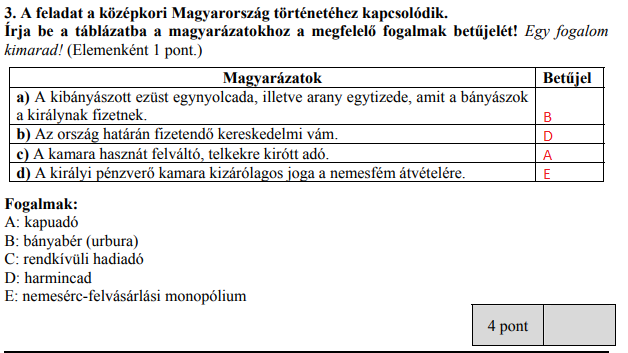 3. A feladat a középkori Magyarország történetéhez kapcsolódik.
Írja be a táblázatba a magyarázatokhoz a megfelelő fogalmak betűjelét! Egy fogalom
kimarad! (Elemenként 1 pont.)
Magyarázatok Betűjel
a) A kibányászott ezüst egynyolcada, illetve arany egytizede, amit a bányászok
a királynak fizetnek. B
b) Az ország határán fizetendő kereskedelmi vám. D
c) A kamara hasznát felváltó, telkekre kirótt adó. A
d) A királyi pénzverő kamara kizárólagos joga a nemesfém átvételére. E
Fogalmak:
A: kapuadó
B: bányabér (urbura)
C: rendkívüli hadiadó
D: harmincad
E: nemesérc-felvásárlási monopólium
4 pont